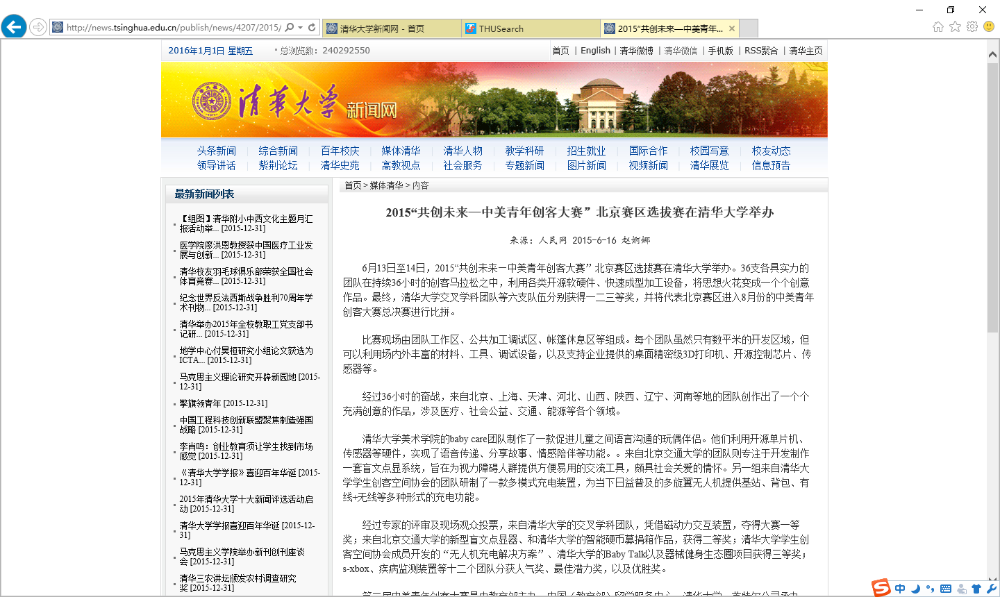 http://news.tsinghua.edu.cn/publish/news/4207/2015/
清华大学新闻网 - 首页
THUSearch
2015“共创未来—中美青年...
2016年1月1日 星期五
总浏览数：240292550
首页 | English | 清华微博 | 清华微信 | 手机版 | RSS聚合 | 清华主页
清华大学 新闻网
头条新闻 综合新闻 百年校庆 媒体清华 清华人物 教学科研 招生就业 国际合作 校园写意 校友动态
领导讲话 紫荆论坛 清华史苑 高教视点 社会服务 专题新闻 图片新闻 视频新闻 清华展览 信息预告
最新新闻列表
【组图】清华附小中西文化主题月汇
报活动举... [2015-12-31]
医学院廖洪恩教授获中国医疗工业发
展与创新... [2015-12-31]
清华校友羽毛球俱乐部荣获全国社会
体育竞赛... [2015-12-31]
纪念世界反法西斯战争胜利70周年学
术刊物... [2015-12-31]
清华举办2015年全校教职工党支部书
记研... [2015-12-31]
地学中心付昊桓研究小组论文获选为
ICTA... [2015-12-31]
马克思主义理论研究开辟新园地 [2015-
12-31]
擎旗领青年 [2015-12-31]
中国工程科技创新联盟聚焦制造强国
战略 [2015-12-31]
李肖鸣：创业教育须让学生找到市场
感觉 [2015-12-31]
《清华大学学报》喜迎百年华诞 [2015-
12-31]
2015年清华大学十大新闻评选活动启
动 [2015-12-31]
清华大学学报喜迎百年华诞 [2015-12-
31]
马克思主义学院举办新刊创刊座谈
会 [2015-12-31]
清华三农讲坛颁发农村调查研究
奖 [2015-12-31]
首页 > 媒体清华 > 内容
2015“共创未来—中美青年创客大赛”北京赛区选拔赛在清华大学举办
来源：人民网 2015-6-16 赵婀娜
6月13日至14日，2015“共创未来—中美青年创客大赛”北京赛区选拔赛在清华大学举办。36支各具实力的
团队在持续36小时的创客马拉松之中，利用各类开源软硬件、快速成型加工设备，将思想火花变成一个个创意
作品。最终，清华大学交叉学科团队等六支队伍分别获得一二三等奖，并将代表北京赛区进入8月份的中美青年
创客大赛总决赛进行比拼。
比赛现场由团队工作区、公共加工调试区、帐篷休息区等组成。每个团队虽然只有数平米的开发区域，但
可以利用场内外丰富的材料、工具、调试设备，以及支持企业提供的桌面精密级3D打印机、开源控制芯片、传
感器等。
经过36小时的奋战，来自北京、上海、天津、河北、山西、陕西、辽宁、河南等地的团队创作出了一个个
充满创意的作品，涉及医疗、社会公益、交通、能源等各个领域。
清华大学美术学院的baby care团队制作了一款促进儿童之间语言沟通的玩偶伴侣。他们利用开源单片机、
传感器等硬件，实现了语音传递、分享故事、情感陪伴等功能。。来自北京交通大学的团队则专注于开发制作
一套盲文点显系统，旨在为视力障碍人群提供方便易用的交流工具，颇具社会关爱的情怀。另一组来自清华大
学学生创客空间协会的团队研制了一款多模式充电装置，为当下日益普及的多旋翼无人机提供基站、背包、有
线+无线等多种形式的充电功能。
经过专家的评审及现场观众投票，来自清华大学的交叉学科团队，凭借磁动力交互装置，夺得大赛一等
奖；来自北京交通大学的新型盲文点显器、和清华大学的智能硬币募捐箱作品，获得二等奖；清华大学学生创
客空间协会成员开发的“无人机充电解决方案”、清华大学的Baby Talk以及器械健身生态圈项目获得三等奖；
s-xbox、疾病监测装置等十二个团队分获人气奖、最佳潜力奖，以及优胜奖。
第二届中美青年创客大赛是由教育部主办，中国（教育部）留学服务中心、清华大学、英特尔公司承办，
中